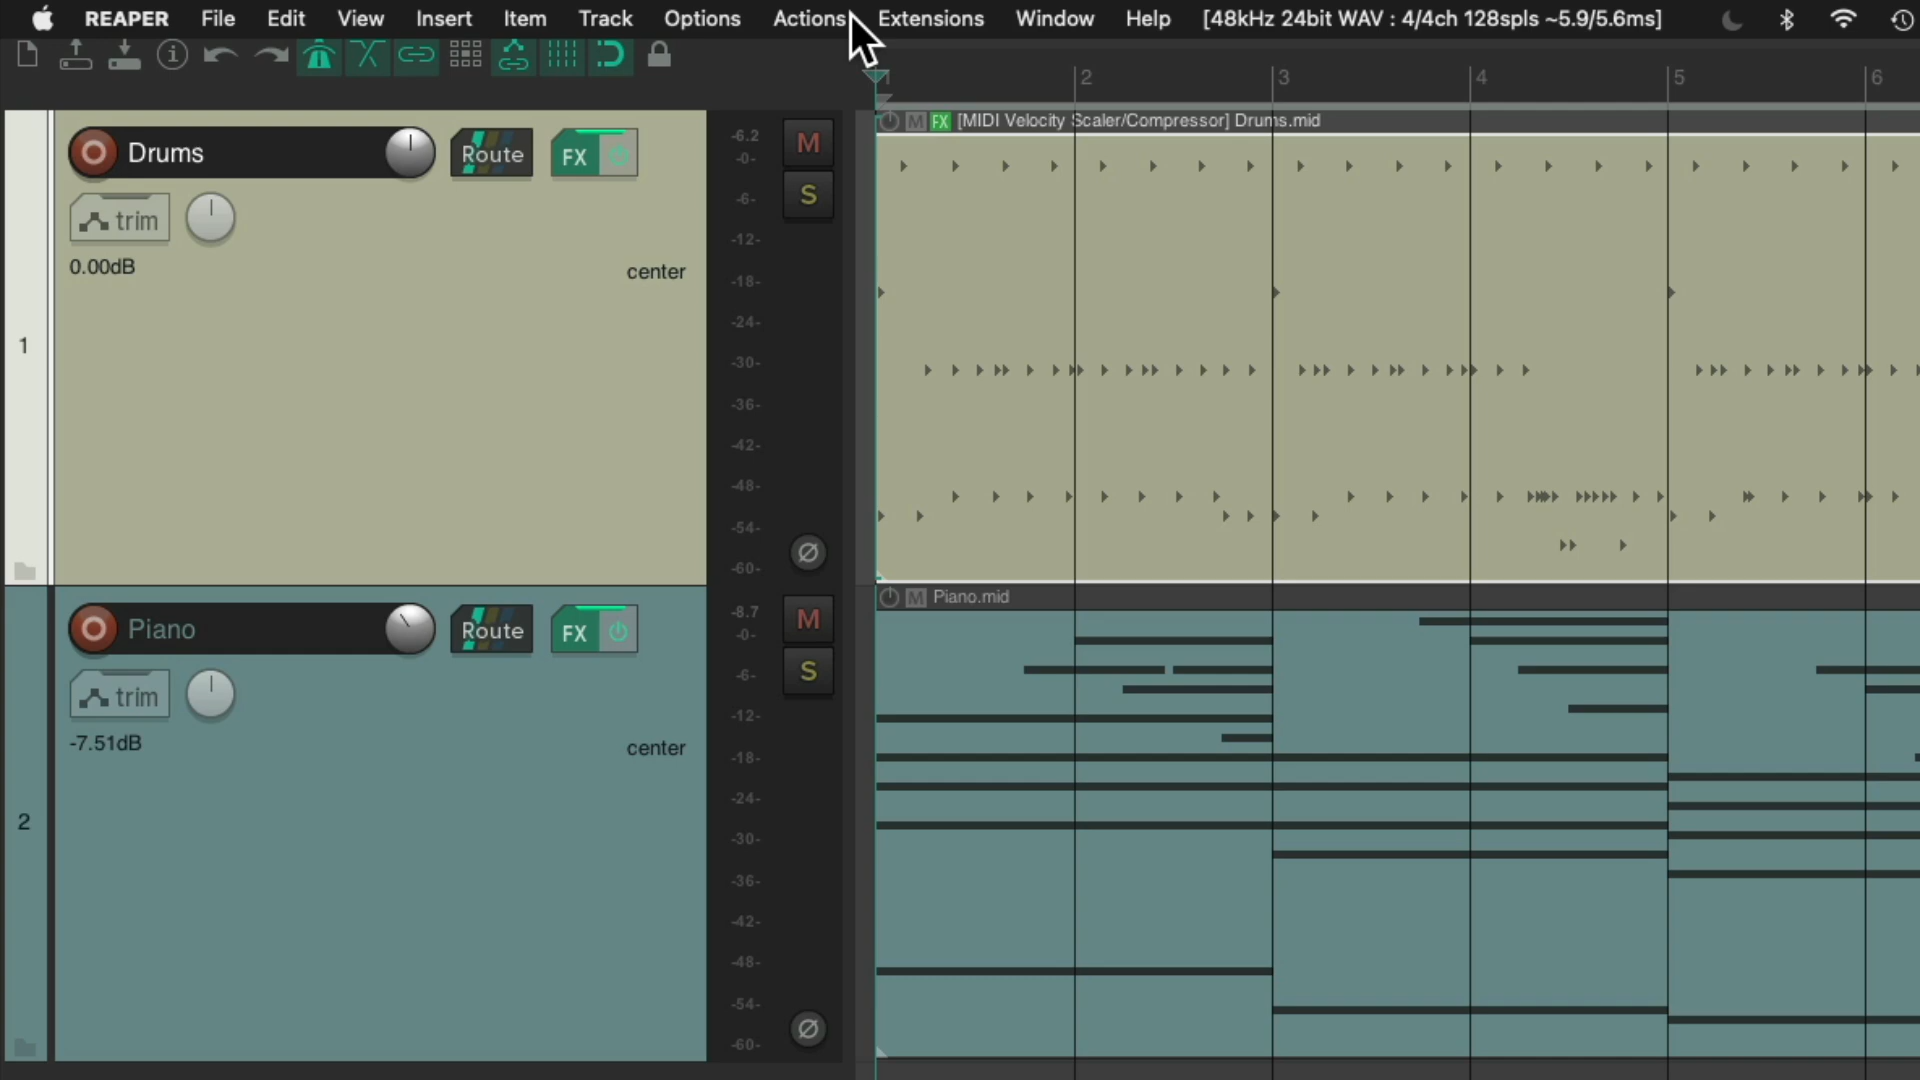 REAPER File Edit View Insert Item Track Options Actions Extensions Window Help [48kHz 24bit WAV : 4/4ch 128spls ~5.9/5.6ms]
1 2 3 4 5 6
M FX [MIDI Velocity Scaler/Compressor] Drums.mid
Drums Route FX
trim
0.00dB center
1
-6.2
-0-
-6-
-12-
-18-
-24-
-30-
-36-
-42-
-48-
-54-
-60-
M
S
M Piano.mid
Piano Route FX
trim
-7.51dB center
2
-8.7
-0-
-6-
-12-
-18-
-24-
-30-
-36-
-42-
-48-
-54-
-60-
M
S